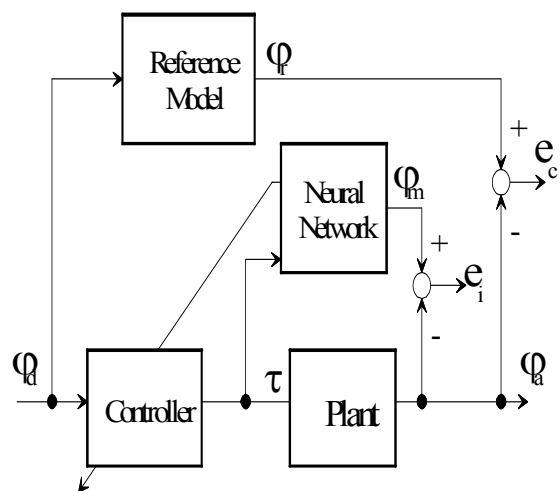 Reference
Model
φr
+
ec
-
Neural
Network
φm
+
ei
-
φd
Controller
τ
Plant
φa